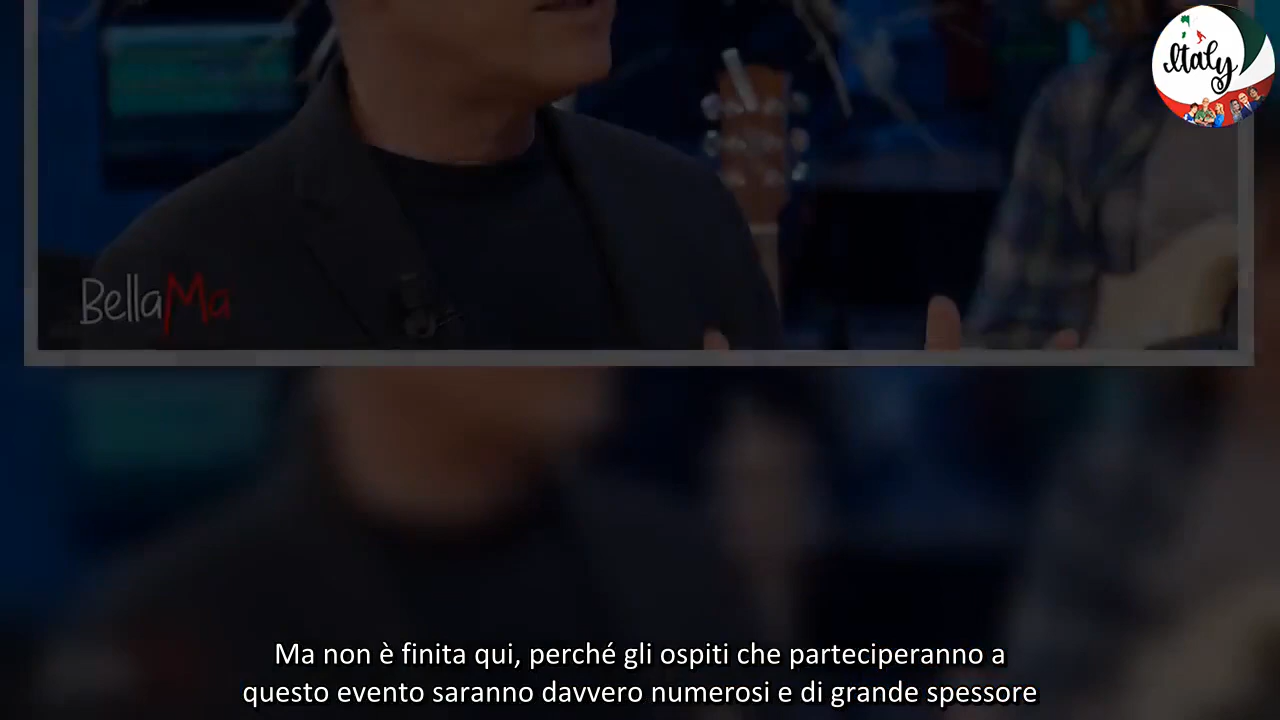 Italy
BellaMa
Ma non è finita qui, perché gli ospiti che parteciperanno a
questo evento saranno davvero numerosi e di grande spessore